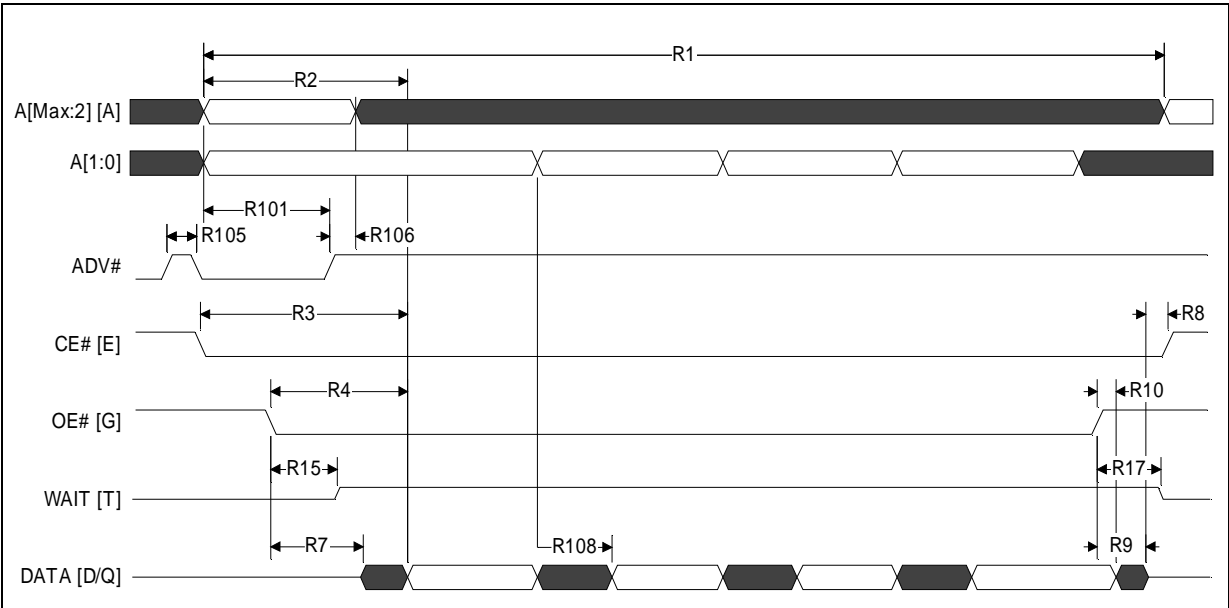 R1
R2
A[Max:2] [A]
A[1:0]
R101
R105
R106
ADV#
R3
R8
CE# [E]
R4
R10
OE# [G]
R15
R17
WAIT [T]
R7
R108
R9
DATA [D/Q]